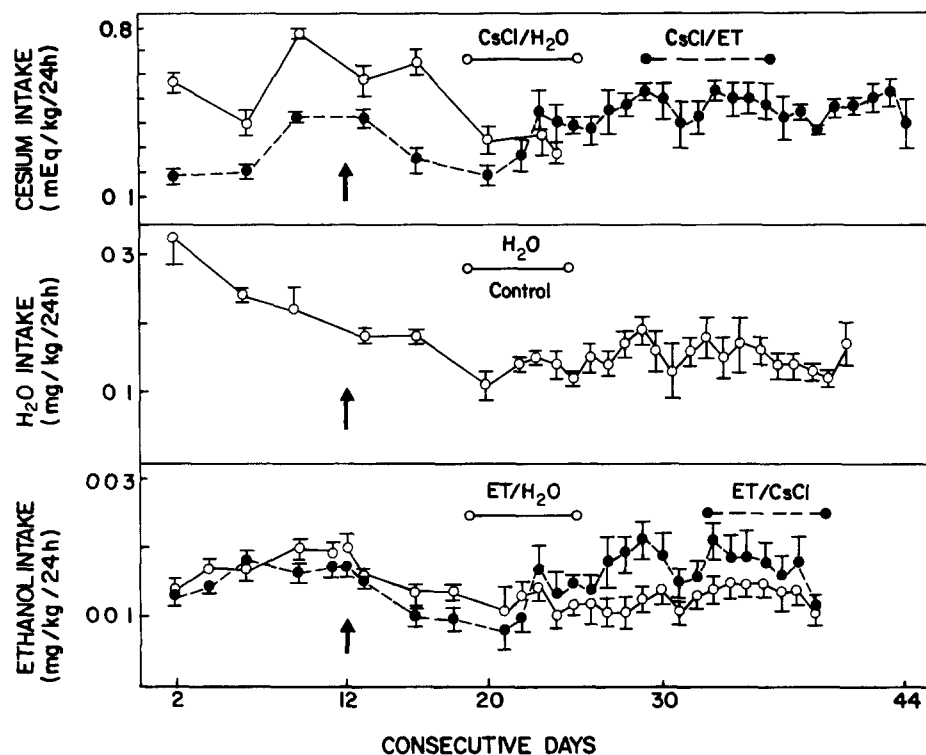 CESIUM INTAKE
(mEq/kg/24h)
0.8
0 1
CsCl/H2O
CsCl/ET
H2O INTAKE
(mg/kg/24h)
0 3
0 1
H2O
Control
ETHANOL INTAKE
(mg/kg/24h)
0 03
0 01
ET/H2O
ET/CsCl
2 12 20 30 44
CONSECUTIVE DAYS